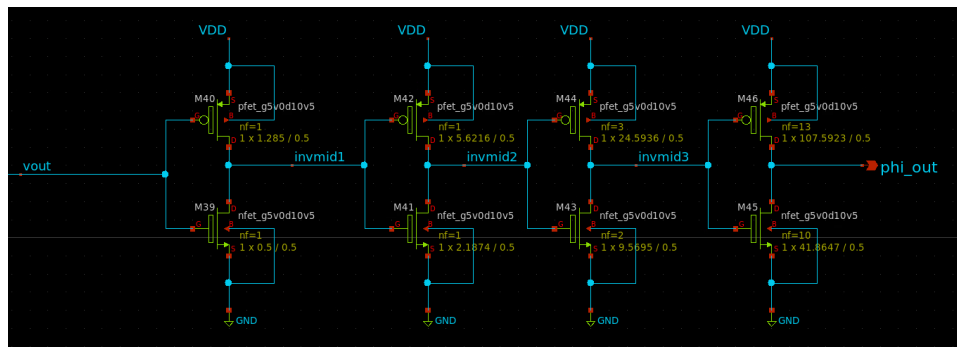 VDD
VDD
VDD
VDD
M40
S
pfet_g5v0d10v5
G
B
nf=1
1 x 1.285 / 0.5
D
M42
S
pfet_g5v0d10v5
G
B
nf=1
1 x 5.6216 / 0.5
D
M44
S
pfet_g5v0d10v5
G
B
nf=3
1 x 24.5936 / 0.5
D
M46
S
pfet_g5v0d10v5
G
B
nf=13
1 x 107.5923 / 0.5
D
vout
invmid1
invmid2
invmid3
phi_out
M39
D
nfet_g5v0d10v5
G
B
nf=1
1 x 0.5 / 0.5
S
M41
D
nfet_g5v0d10v5
G
B
nf=1
1 x 2.1874 / 0.5
S
M43
D
nfet_g5v0d10v5
G
B
nf=2
1 x 9.5695 / 0.5
S
M45
D
nfet_g5v0d10v5
G
B
nf=10
1 x 41.8647 / 0.5
S
GND
GND
GND
GND